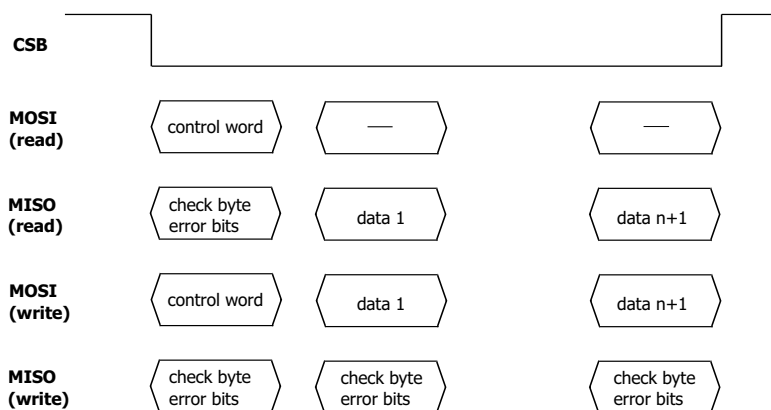 CSB
MOSI
(read)
control word
—
—
MISO
(read)
check byte
error bits
data 1
data n+1
MOSI
(write)
control word
data 1
data n+1
MISO
(write)
check byte
error bits
check byte
error bits
check byte
error bits